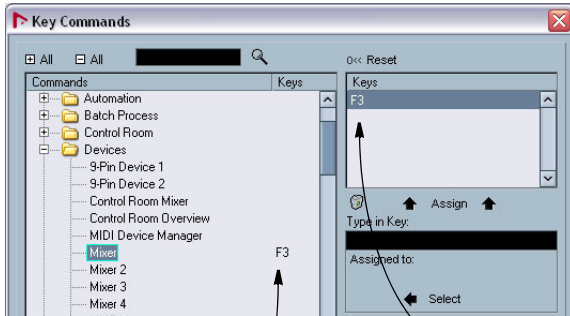 Key Commands
All
All
0<< Reset
Commands Keys
Automation
Batch Process
Control Room
Devices
9-Pin Device 1
9-Pin Device 2
Control Room Mixer
Control Room Overview
MIDI Device Manager
Mixer F3
Mixer 2
Mixer 3
Mixer 4
Keys
F3
Assign
Type in Key:
Assigned to:
Select